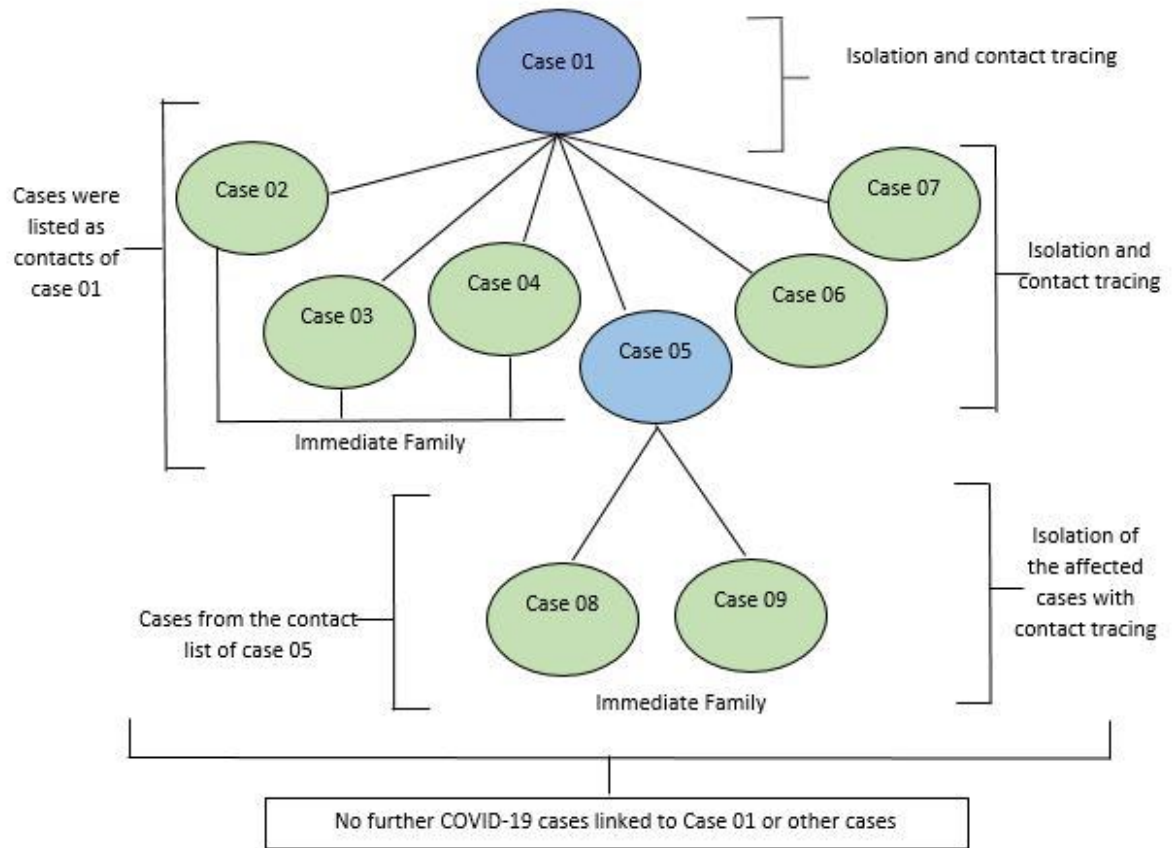 Case 01
Isolation and contact tracing
Case 02
Case 07
Cases were
listed as
contacts of
case 01
Case 04
Case 03
Case 06
Isolation and
contact tracing
Case 05
Immediate Family
Isolation of
the affected
cases with
contact tracing
Case 08
Case 09
Cases from the contact
list of case 05
Immediate Family
No further COVID-19 cases linked to Case 01 or other cases